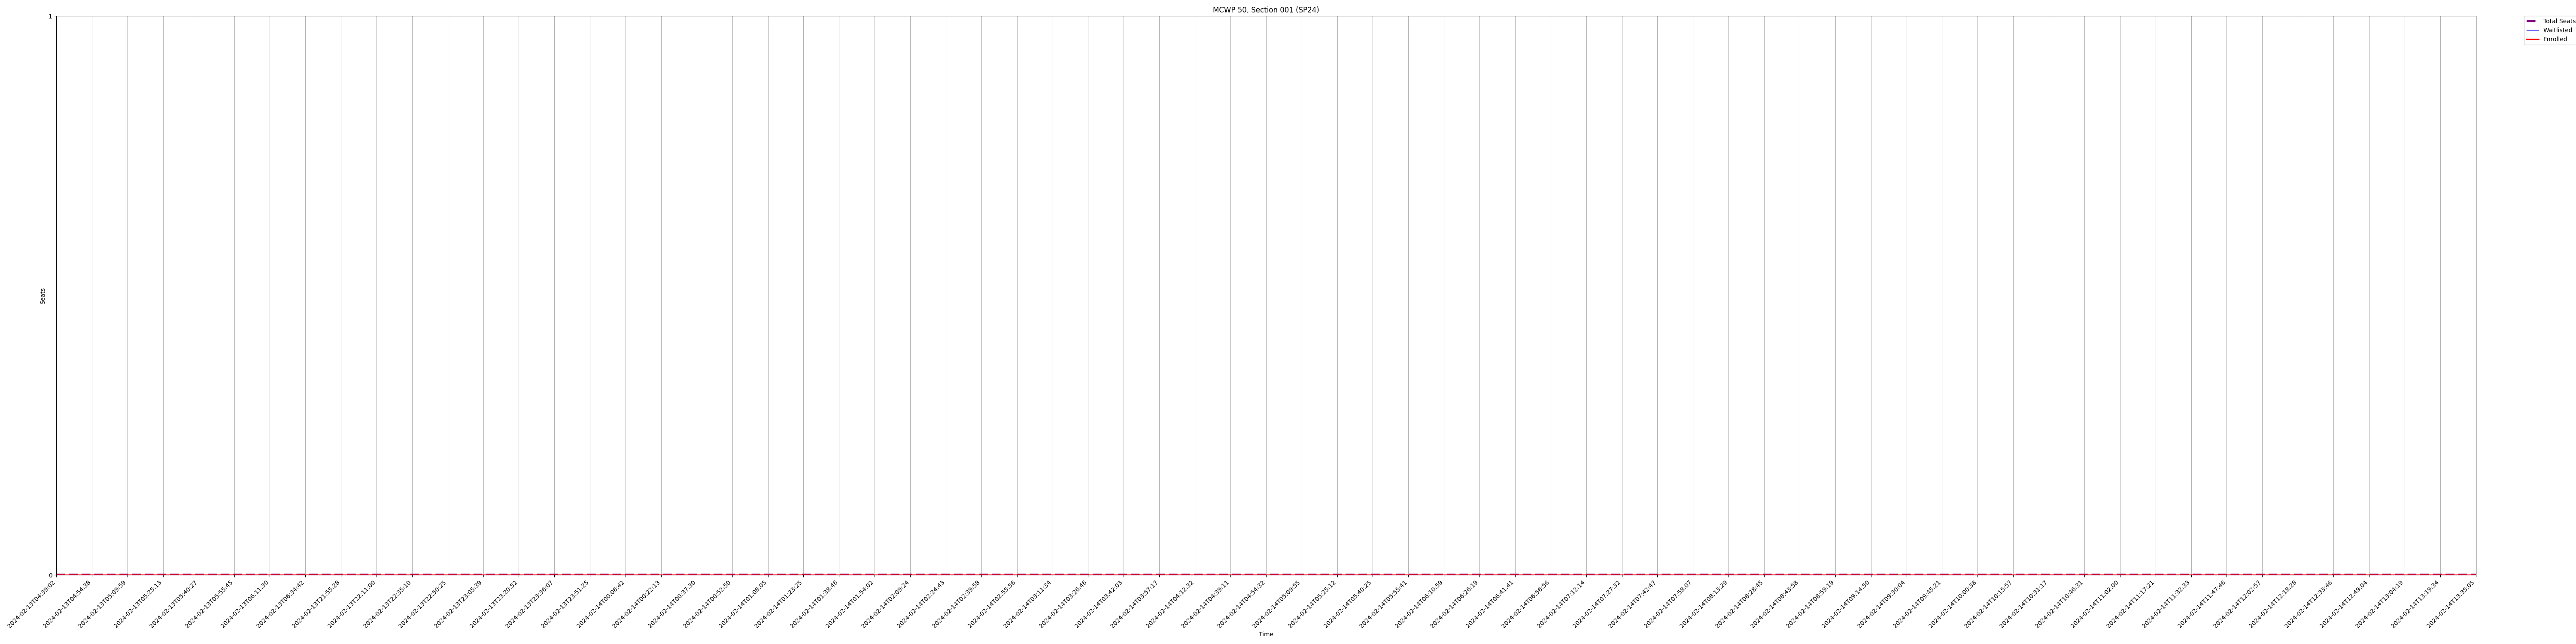 MCWP 50, Section 001 (SP24)
1
Total Seats
Waitlisted
Enrolled
Seats
0
2024-02-13T04:39:02
2024-02-13T04:54:38
2024-02-13T05:09:59
2024-02-13T05:25:13
2024-02-13T05:40:27
2024-02-13T05:55:45
2024-02-13T06:11:30
2024-02-13T06:34:42
2024-02-13T21:55:28
2024-02-13T22:11:00
2024-02-13T22:35:10
2024-02-13T22:50:25
2024-02-13T23:05:39
2024-02-13T23:20:52
2024-02-13T23:36:07
2024-02-13T23:51:25
2024-02-14T00:06:42
2024-02-14T00:22:13
2024-02-14T00:37:30
2024-02-14T00:52:50
2024-02-14T01:08:05
2024-02-14T01:23:25
2024-02-14T01:38:46
2024-02-14T01:54:02
2024-02-14T02:09:24
2024-02-14T02:24:43
2024-02-14T02:39:58
2024-02-14T02:55:56
2024-02-14T03:11:34
2024-02-14T03:26:46
2024-02-14T03:42:03
2024-02-14T03:57:17
2024-02-14T04:12:32
2024-02-14T04:39:11
2024-02-14T04:54:32
2024-02-14T05:09:55
2024-02-14T05:25:12
2024-02-14T05:40:25
2024-02-14T05:55:41
2024-02-14T06:10:59
2024-02-14T06:26:19
2024-02-14T06:41:41
2024-02-14T06:56:56
2024-02-14T07:12:14
2024-02-14T07:27:32
2024-02-14T07:42:47
2024-02-14T07:58:07
2024-02-14T08:13:29
2024-02-14T08:28:45
2024-02-14T08:43:58
2024-02-14T08:59:19
2024-02-14T09:14:50
2024-02-14T09:30:04
2024-02-14T09:45:21
2024-02-14T10:00:38
2024-02-14T10:15:57
2024-02-14T10:31:17
2024-02-14T10:46:31
2024-02-14T11:02:00
2024-02-14T11:17:21
2024-02-14T11:32:33
2024-02-14T11:47:46
2024-02-14T12:02:57
2024-02-14T12:18:28
2024-02-14T12:33:46
2024-02-14T12:49:04
2024-02-14T13:04:19
2024-02-14T13:19:34
2024-02-14T13:35:05
Time